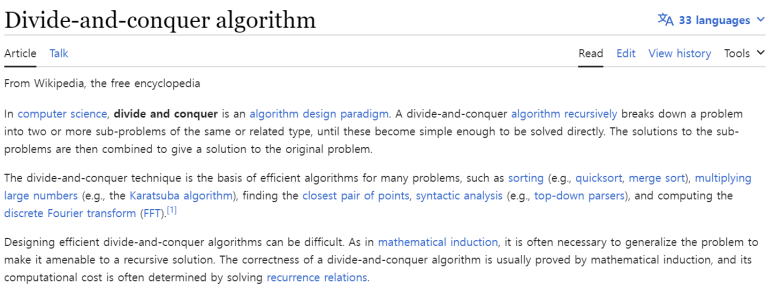 Divide-and-conquer algorithm
33 languages
Article Talk Read Edit View history Tools
From Wikipedia, the free encyclopedia
In computer science, divide and conquer is an algorithm design paradigm. A divide-and-conquer algorithm recursively breaks down a problem
into two or more sub-problems of the same or related type, until these become simple enough to be solved directly. The solutions to the sub-
problems are then combined to give a solution to the original problem.
The divide-and-conquer technique is the basis of efficient algorithms for many problems, such as sorting (e.g., quicksort, merge sort), multiplying
large numbers (e.g., the Karatsuba algorithm), finding the closest pair of points, syntactic analysis (e.g., top-down parsers), and computing the
discrete Fourier transform (FFT).[1]
Designing efficient divide-and-conquer algorithms can be difficult. As in mathematical induction, it is often necessary to generalize the problem to
make it amenable to a recursive solution. The correctness of a divide-and-conquer algorithm is usually proved by mathematical induction, and its
computational cost is often determined by solving recurrence relations.